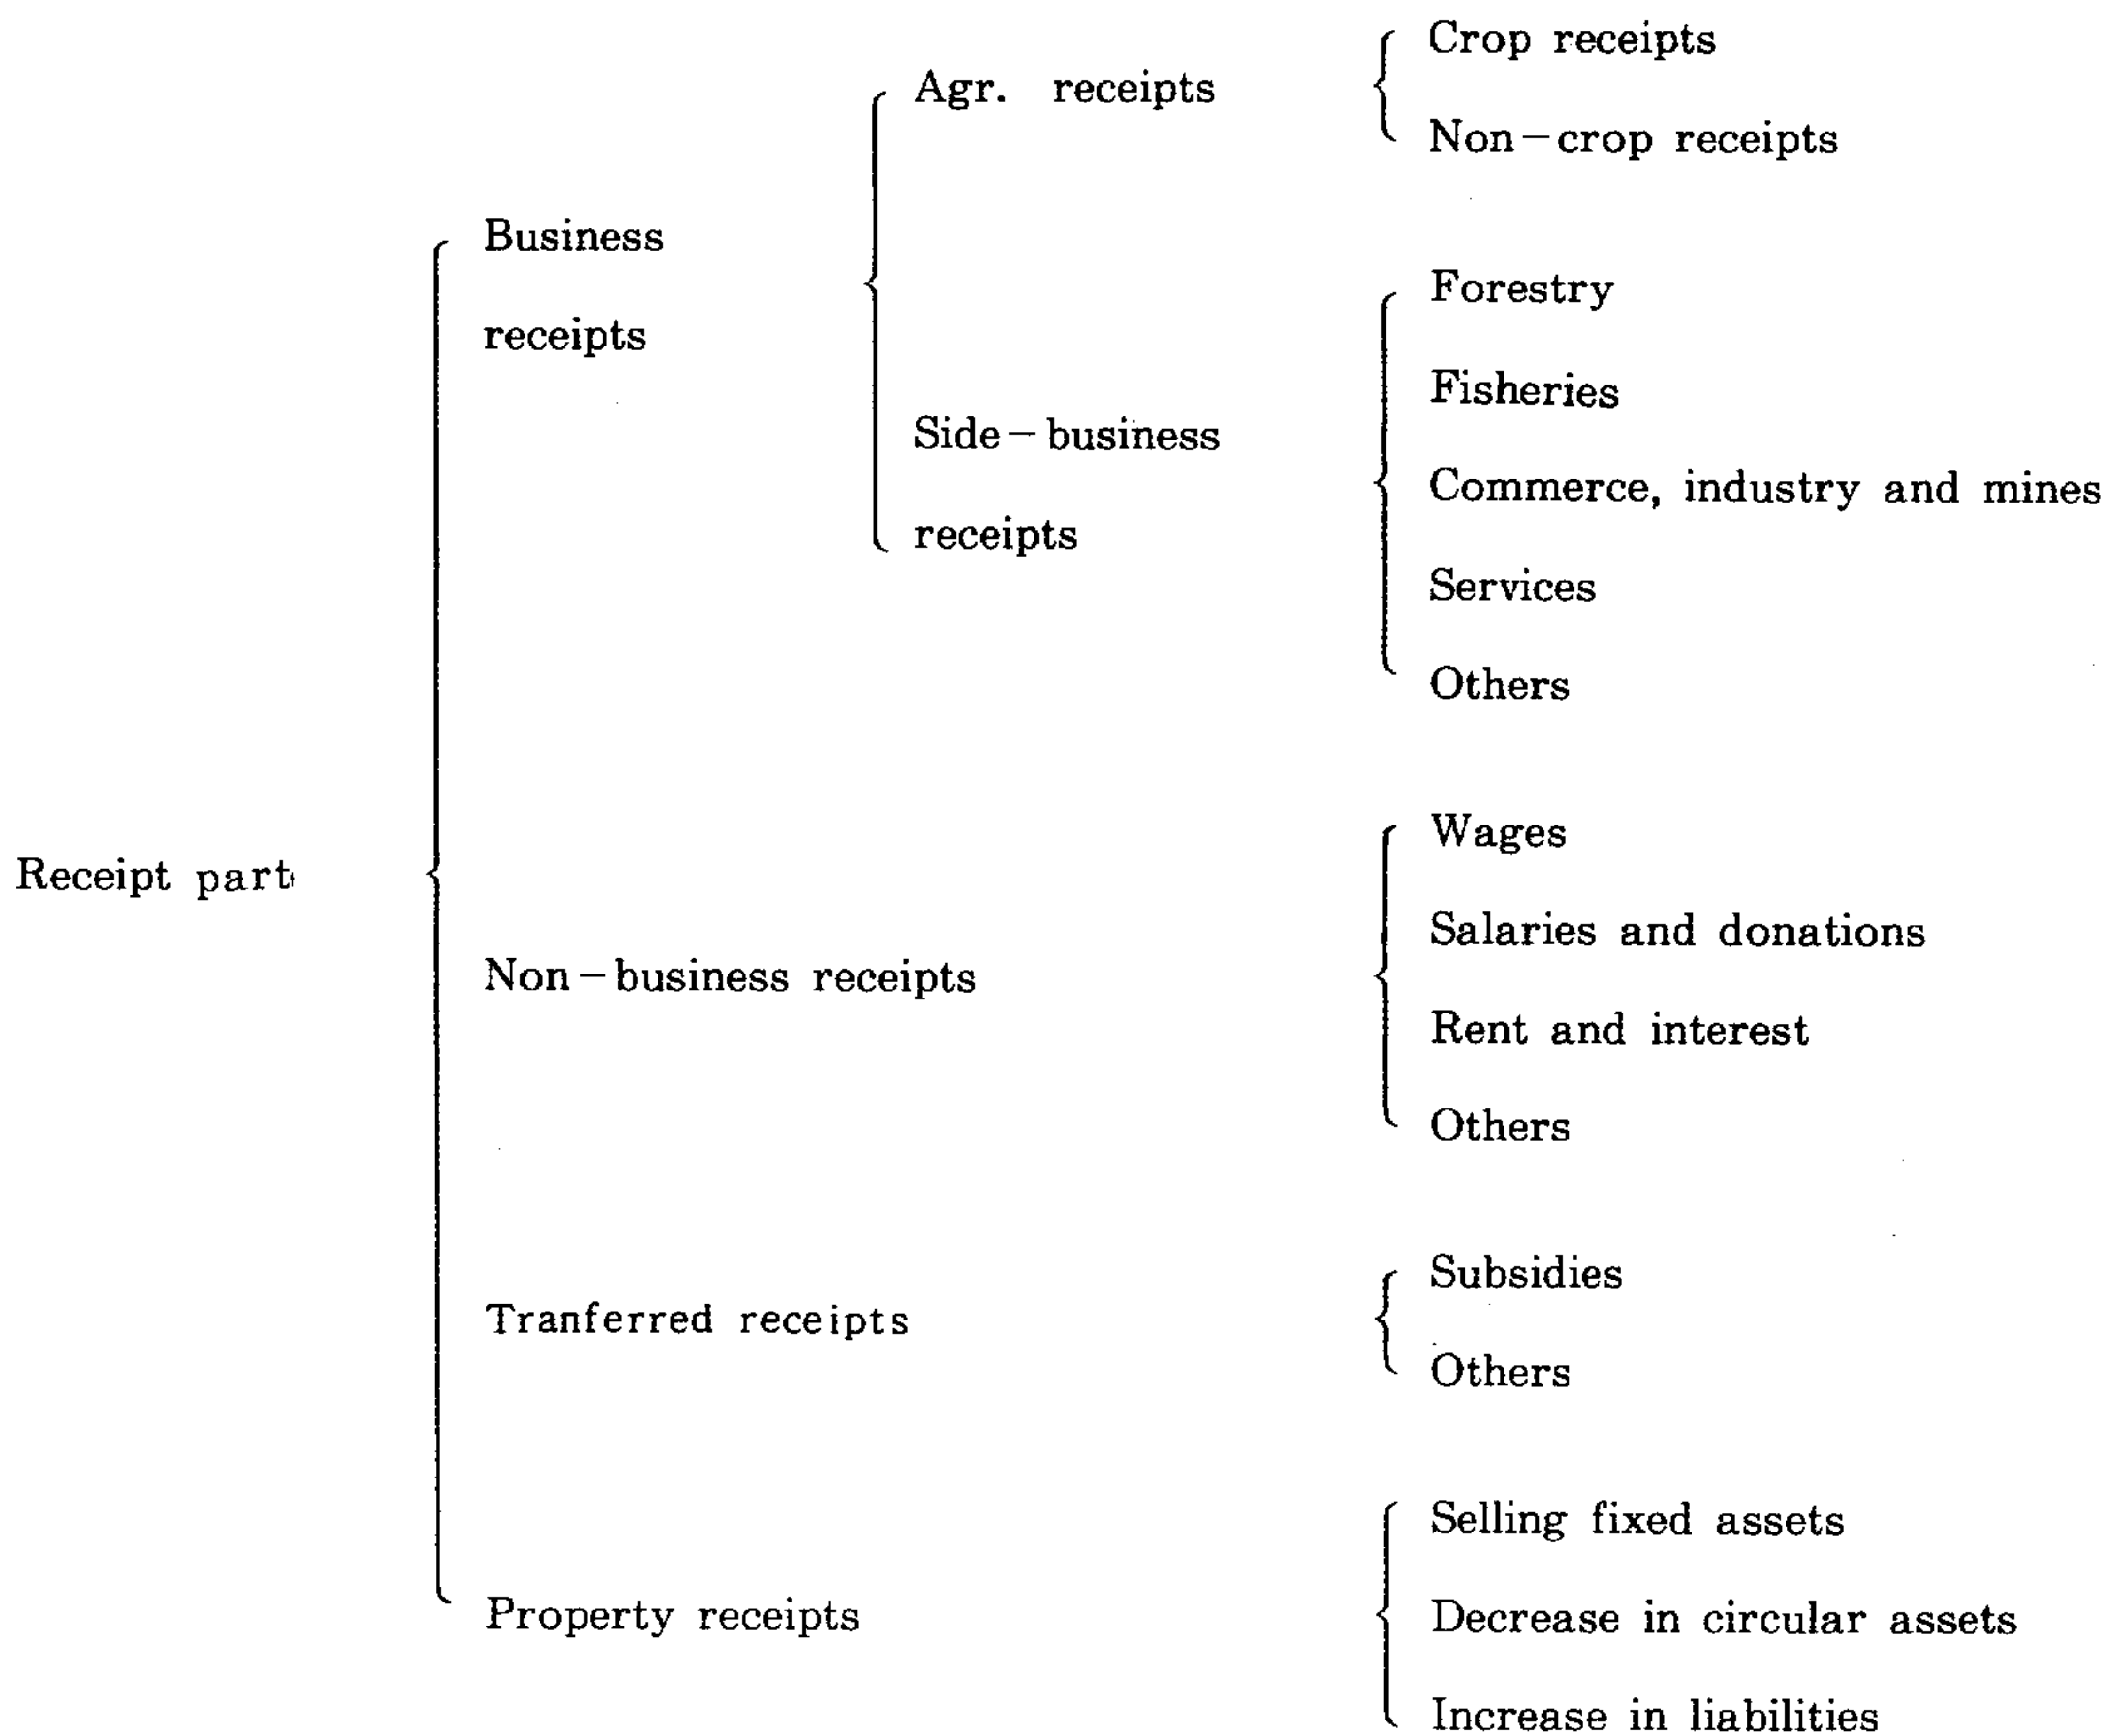 Crop receipts
Agr. receipts
Non-crop receipts
Business
receipts
Forestry
Fisheries
Side-business
receipts
Commerce, industry and mines
Services
Others
Receipt part
Wages
Salaries and donations
Non-business receipts
Rent and interest
Others
Subsidies
Tranferred receipts
Others
Selling fixed assets
Property receipts
Decrease in circular assets
Increase in liabilities